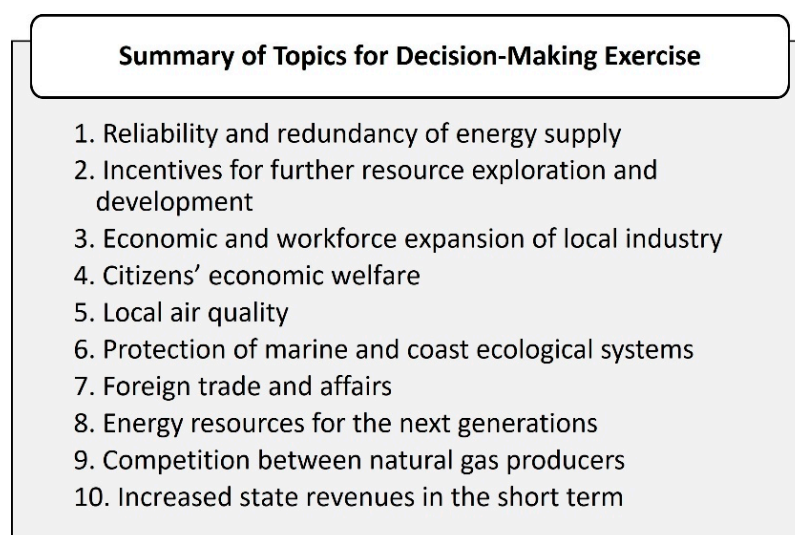 Summary of Topics for Decision-Making Exercise
1. Reliability and redundancy of energy supply
2. Incentives for further resource exploration and
development
3. Economic and workforce expansion of local industry
4. Citizens’ economic welfare
5. Local air quality
6. Protection of marine and coast ecological systems
7. Foreign trade and affairs
8. Energy resources for the next generations
9. Competition between natural gas producers
10. Increased state revenues in the short term